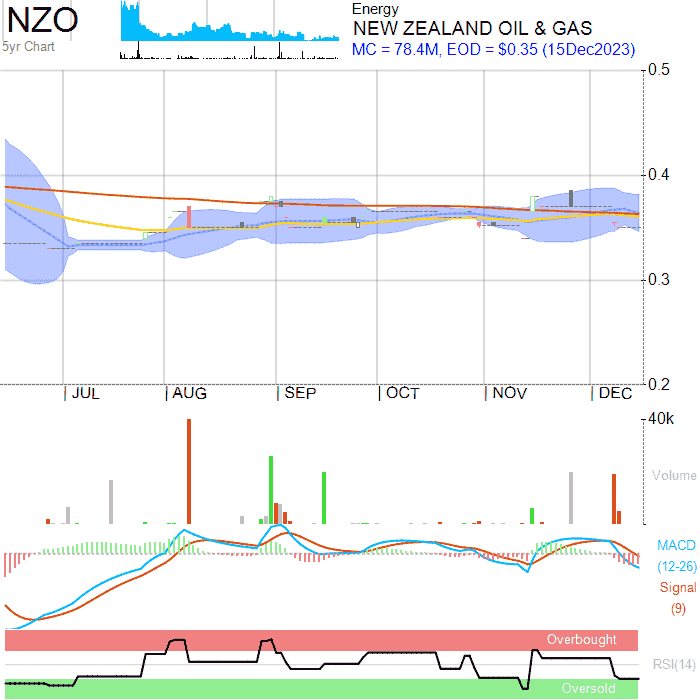 NZO
5yr Chart
Energy
NEW ZEALAND OIL & GAS
MC = 78.4M, EOD = $0.35 (15Dec2023)
0.5
0.4
0.3
0.2
JUL AUG SEP OCT NOV DEC
40k
Volume
MACD
(12-26)
Signal
(9)
Overbought
RSI(14)
Oversold